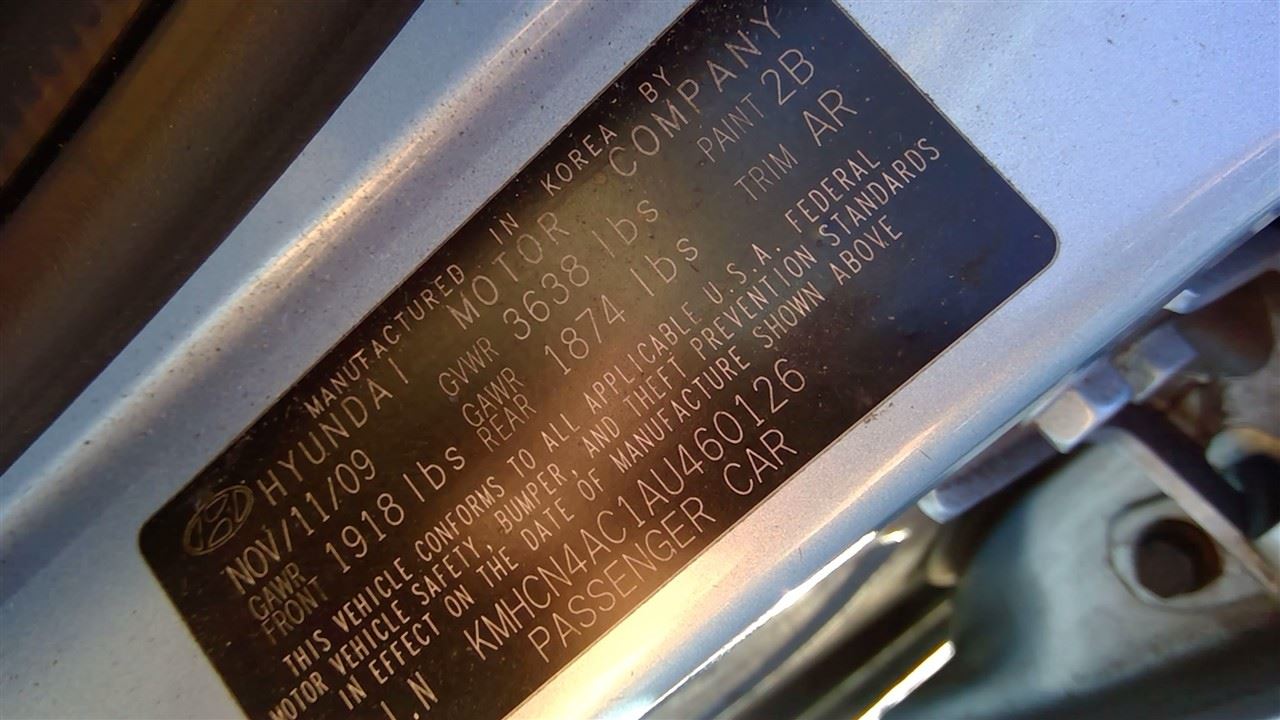 MANUFACTURED IN KOREA BY
HYUNDAI MOTOR COMPANY
NOV/11/09 GVWR 3638 lbs PAINT 2B
GAWR FRONT 1918 lbs GAWR REAR 1874 lbs TRIM AR
THIS VEHICLE CONFORMS TO ALL APPLICABLE U.S.A. FEDERAL
MOTOR VEHICLE SAFETY, BUMPER, AND THEFT PREVENTION STANDARDS
IN EFFECT ON THE DATE OF MANUFACTURE SHOWN ABOVE
I.N KMHCN4AC1AU460126
PASSENGER CAR